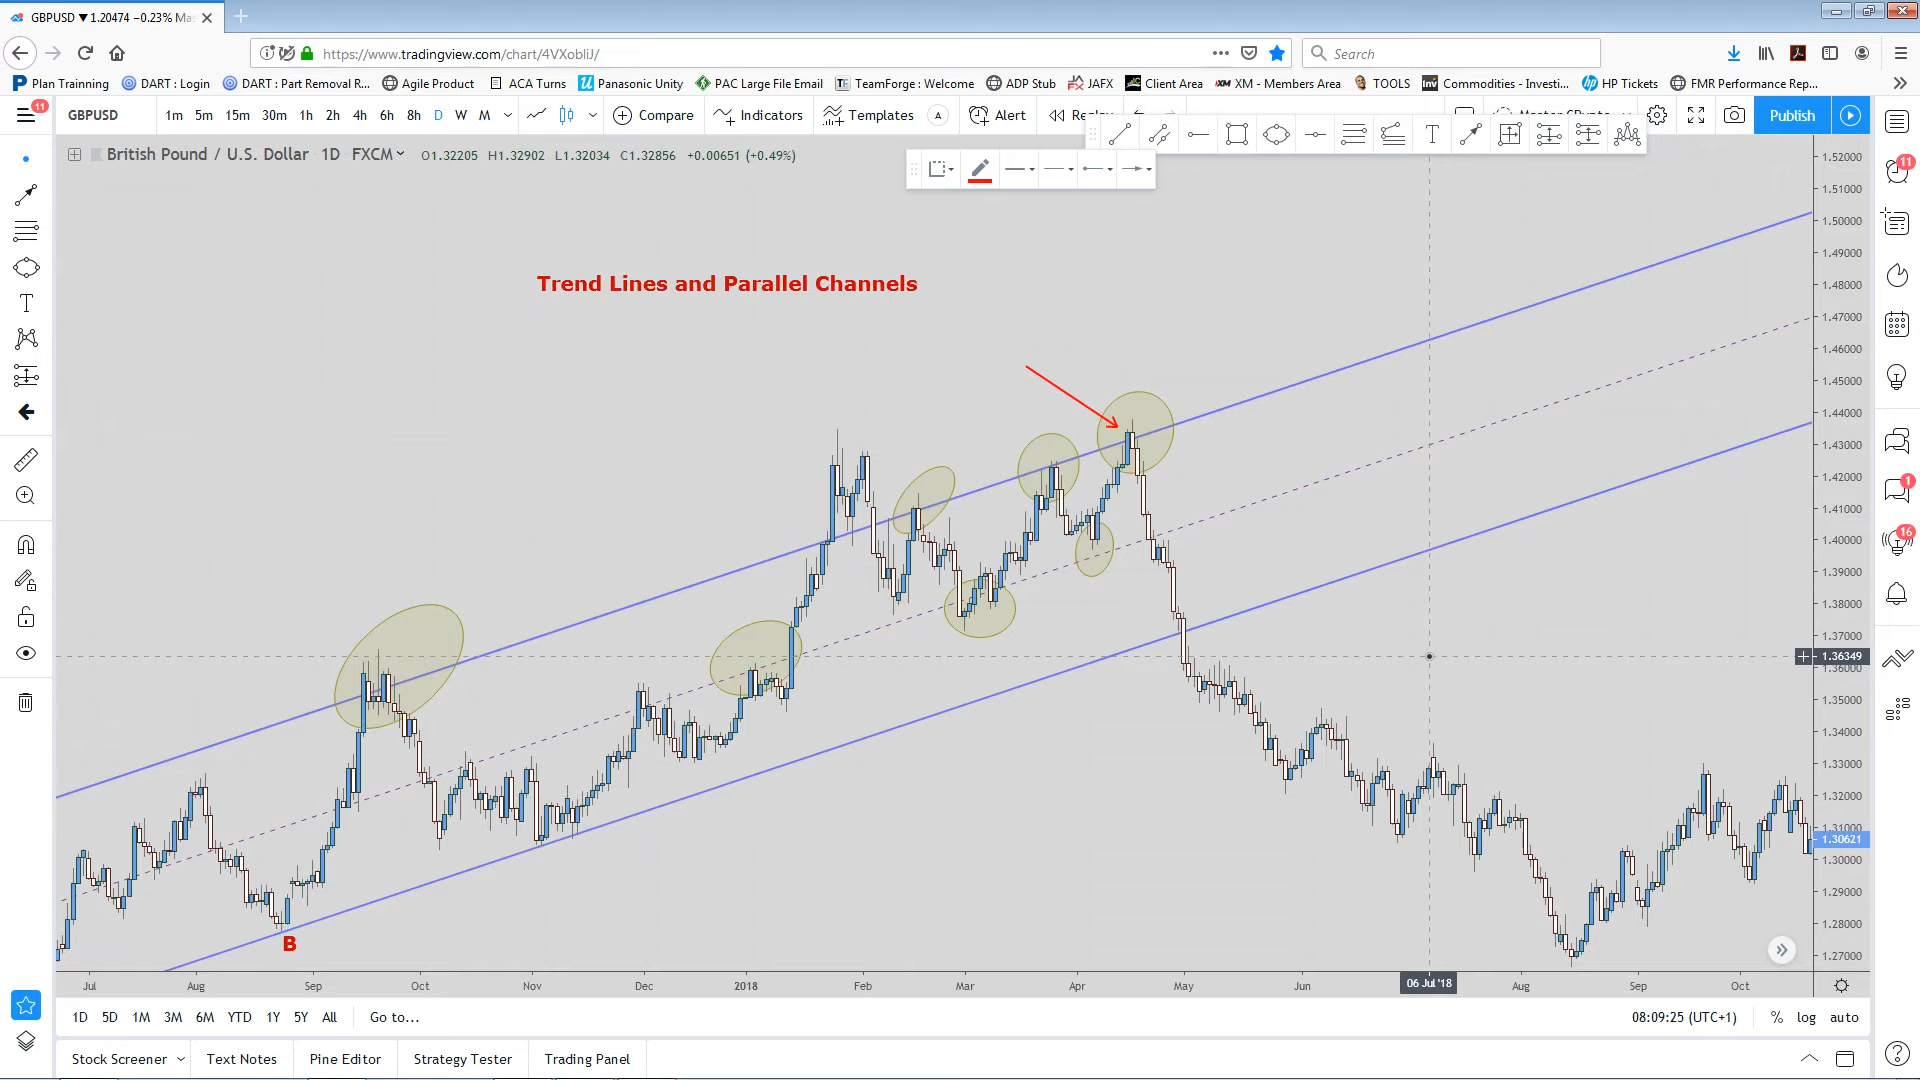 GBPUSD ▼ 1.20474 −0.23% Ma
https://www.tradingview.com/chart/4VXobliJ/
Search
Plan Trainning DART : Login DART : Part Removal R... Agile Product ACA Turns Panasonic Unity PAC Large File Email TeamForge : Welcome ADP Stub JAFX Client Area XM - Members Area TOOLS Commodities - Investi... HP Tickets FMR Performance Rep...
11 GBPUSD 1m 5m 15m 30m 1h 2h 4h 6h 8h D W M Compare Indicators Templates A Alert Publish
British Pound / U.S. Dollar 1D FXCM O1.32205 H1.32902 L1.32034 C1.32856 +0.00651 (+0.49%)
T
11
Trend Lines and Parallel Channels
T
B
1.52000
1.51000
1.50000
1.49000
1.48000
1.47000
1.46000
1.45000
1.44000
1.43000
1.42000
1.41000
1.40000
1.39000
1.38000
1.37000
1.36349
1.36000
1.35000
1.34000
1.33000
1.32000
1.31000
1.30621
1.30000
1.29000
1.28000
1.27000
1
16
Jul Aug Sep Oct Nov Dec 2018 Feb Mar Apr May Jun 06 Jul '18 Aug Sep Oct
1D 5D 1M 3M 6M YTD 1Y 5Y All Go to... 08:09:25 (UTC+1) % log auto
Stock Screener Text Notes Pine Editor Strategy Tester Trading Panel